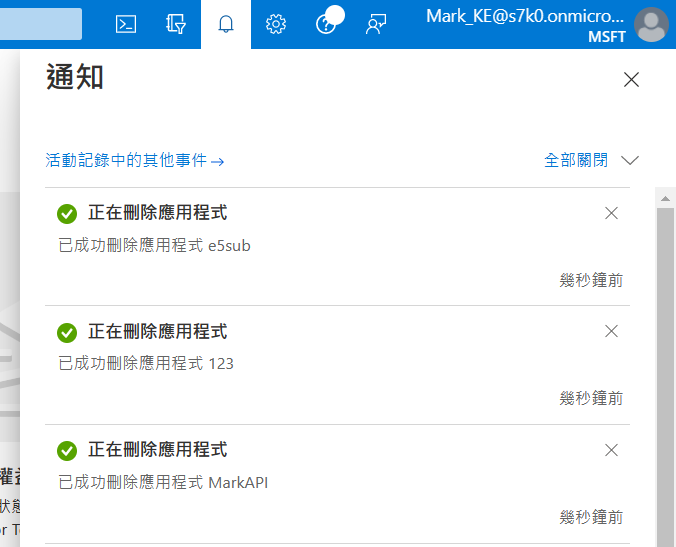 Mark_KE@s7k0.onmicro...
MSFT
通知
活動記錄中的其他事件→
全部關閉
正在刪除應用程式
已成功刪除應用程式 e5sub
幾秒鐘前
正在刪除應用程式
已成功刪除應用程式 123
幾秒鐘前
正在刪除應用程式
已成功刪除應用程式 MarkAPI
幾秒鐘前
狀態